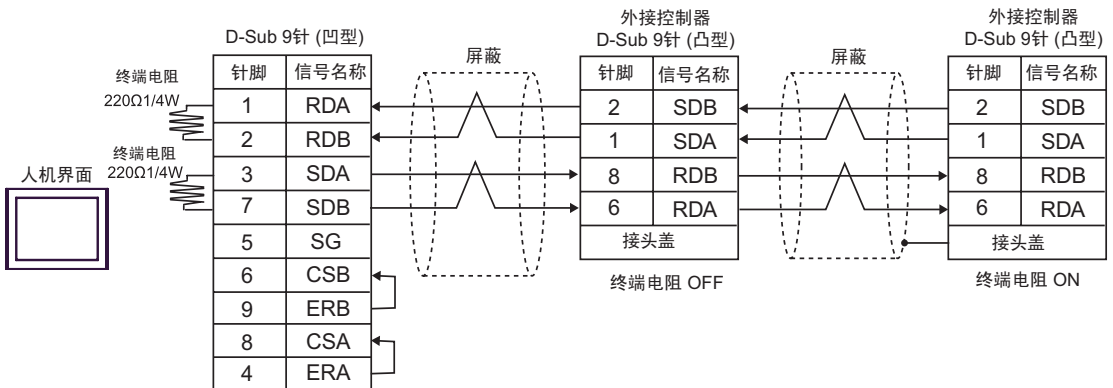 外接控制器
D-Sub 9针 (凸型)
外接控制器
D-Sub 9针 (凸型)
D-Sub 9针 (凹型)
屏蔽
屏蔽
终端电阻
220Ω1/4W
终端电阻
220Ω1/4W
人机界面
针脚 信号名称
1 RDA
2 RDB
3 SDA
7 SDB
5 SG
6 CSB
9 ERB
8 CSA
4 ERA
针脚 信号名称
2 SDB
1 SDA
8 RDB
6 RDA
接头盖
终端电阻 OFF
针脚 信号名称
2 SDB
1 SDA
8 RDB
6 RDA
接头盖
终端电阻 ON